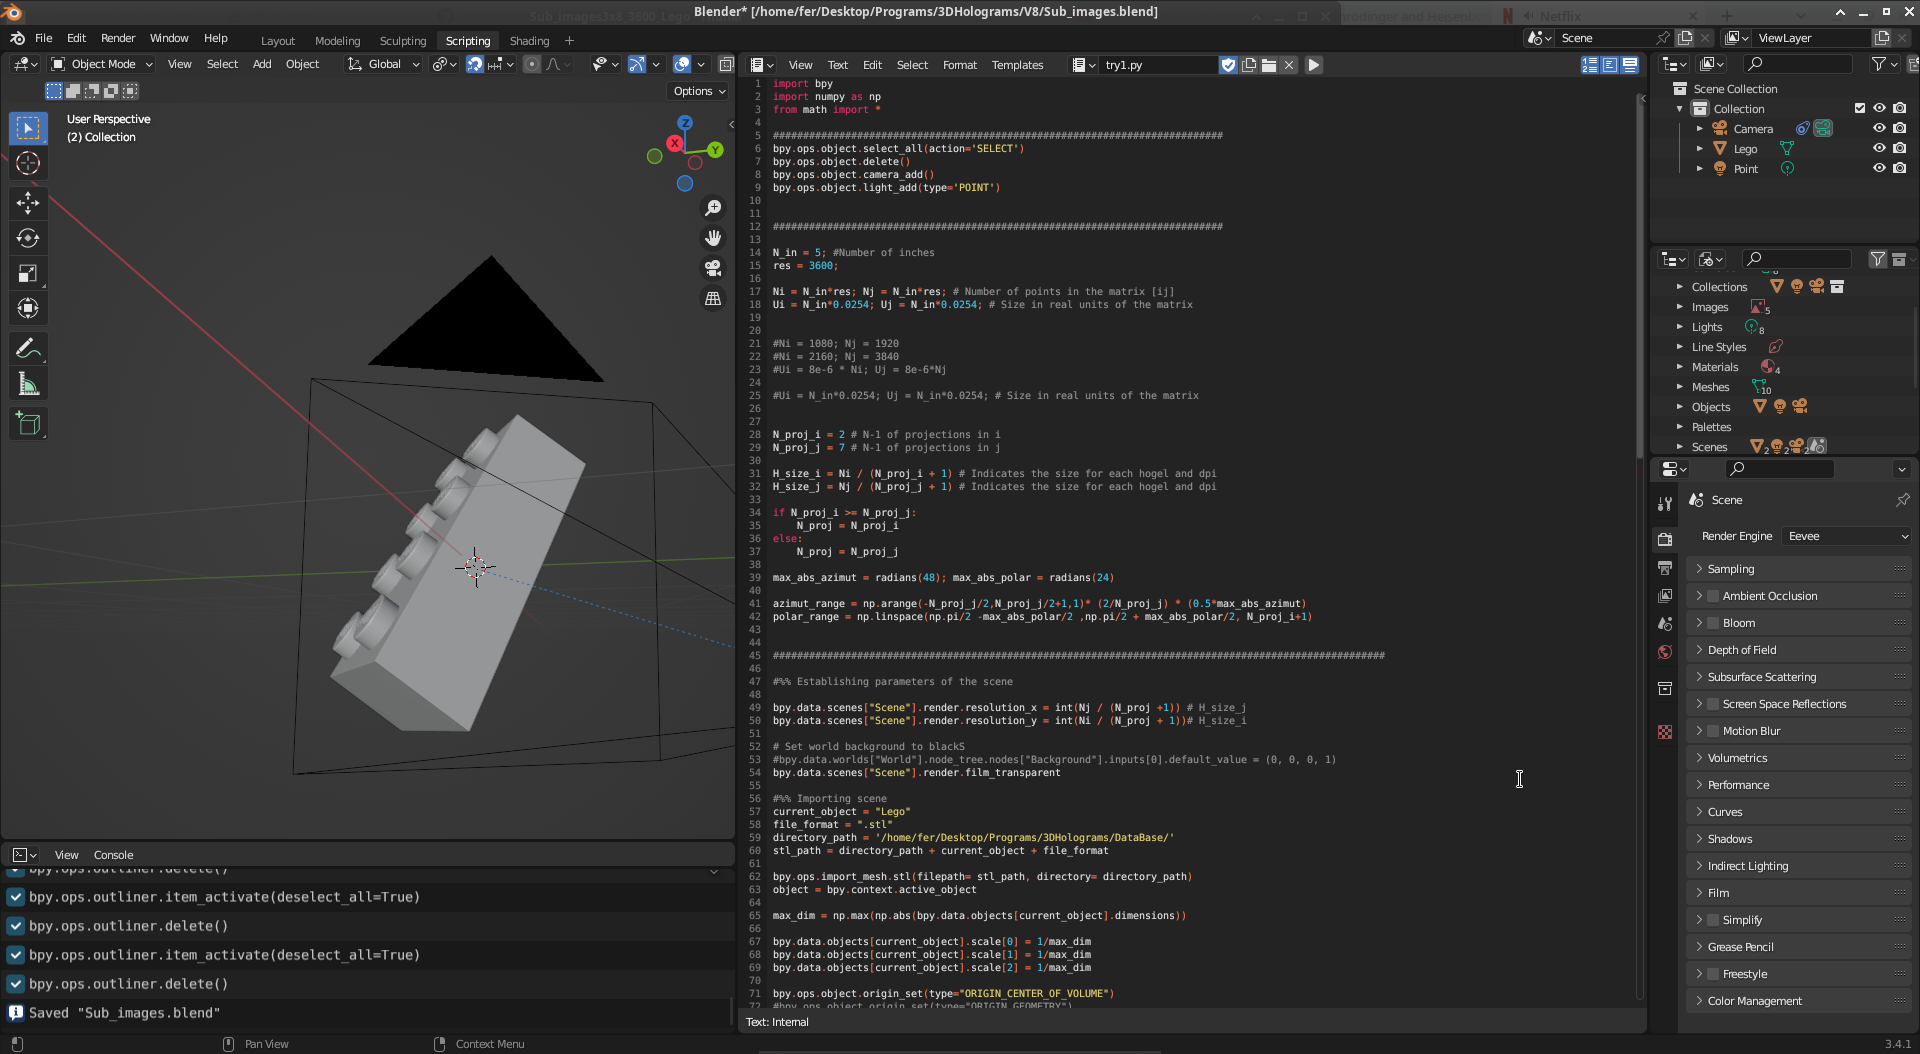 Blender* [/home/fer/Desktop/Programs/3DHolograms/V8/Sub_images.blend]
Netflix
File Edit Render Window Help
Layout Modeling Sculpting Scripting Shading +
Scene
ViewLayer
Object Mode View Select Add Object Global
Options
User Perspective
(2) Collection
Z
X
Y
View Text Edit Select Format Templates
try1.py
1 import bpy
2 import numpy as np
3 from math import *
4
5 ###########################################################################
6 bpy.ops.object.select_all(action='SELECT')
7 bpy.ops.object.delete()
8 bpy.ops.object.camera_add()
9 bpy.ops.object.light_add(type='POINT')
10
11
12 ###########################################################################
13
14 N_in = 5; #Number of inches
15 res = 3600;
16
17 Ni = N_in*res; Nj = N_in*res; # Number of points in the matrix [ij]
18 Ui = N_in*0.0254; Uj = N_in*0.0254; # Size in real units of the matrix
19
20
21 #Ni = 1080; Nj = 1920
22 #Ni = 2160; Nj = 3840
23 #Ui = 8e-6 * Ni; Uj = 8e-6*Nj
24
25 #Ui = N_in*0.0254; Uj = N_in*0.0254; # Size in real units of the matrix
26
27
28 N_proj_i = 2 # N-1 of projections in i
29 N_proj_j = 7 # N-1 of projections in j
30
31 H_size_i = Ni / (N_proj_i + 1) # Indicates the size for each hogel and dpi
32 H_size_j = Nj / (N_proj_j + 1) # Indicates the size for each hogel and dpi
33
34 if N_proj_i >= N_proj_j:
35 N_proj = N_proj_i
36 else:
37 N_proj = N_proj_j
38
39 max_abs_azimut = radians(48); max_abs_polar = radians(24)
40
41 azimut_range = np.arange(-N_proj_j/2,N_proj_j/2+1,1)* (2/N_proj_j) * (0.5*max_abs_azimut)
42 polar_range = np.linspace(np.pi/2 -max_abs_polar/2 ,np.pi/2 + max_abs_polar/2, N_proj_i+1)
43
44
45 ######################################################################################################
46
47 #%% Establishing parameters of the scene
48
49 bpy.data.scenes["Scene"].render.resolution_x = int(Nj / (N_proj +1)) # H_size_j
50 bpy.data.scenes["Scene"].render.resolution_y = int(Ni / (N_proj + 1))# H_size_i
51
52 # Set world background to blackS
53 #bpy.data.worlds["World"].node_tree.nodes["Background"].inputs[0].default_value = (0, 0, 0, 1)
54 bpy.data.scenes["Scene"].render.film_transparent
55
56 #%% Importing scene
57 current_object = "Lego"
58 file_format = ".stl"
59 directory_path = '/home/fer/Desktop/Programs/3DHolograms/DataBase/'
60 stl_path = directory_path + current_object + file_format
61
62 bpy.ops.import_mesh.stl(filepath= stl_path, directory= directory_path)
63 object = bpy.context.active_object
64
65 max_dim = np.max(np.abs(bpy.data.objects[current_object].dimensions))
66
67 bpy.data.objects[current_object].scale[0] = 1/max_dim
68 bpy.data.objects[current_object].scale[1] = 1/max_dim
69 bpy.data.objects[current_object].scale[2] = 1/max_dim
70
71 bpy.ops.object.origin_set(type="ORIGIN_CENTER_OF_VOLUME")
72 #bpy.ops.object.origin_set(type="ORIGIN_GEOMETRY")
Text: Internal
View Console
bpy.ops.outliner.delete()
bpy.ops.outliner.item_activate(deselect_all=True)
bpy.ops.outliner.delete()
bpy.ops.outliner.item_activate(deselect_all=True)
bpy.ops.outliner.delete()
Saved "Sub_images.blend"
Scene Collection
Collection
Camera
Lego
Point
Collections
Images 5
Lights 8
Line Styles
Materials 4
Meshes 10
Objects
Palettes
Scenes 2 2 2
Scene
Render Engine Eevee
Sampling
Ambient Occlusion
Bloom
Depth of Field
Subsurface Scattering
Screen Space Reflections
Motion Blur
Volumetrics
Performance
Curves
Shadows
Indirect Lighting
Film
Simplify
Grease Pencil
Freestyle
Color Management
Pan View
Context Menu
3.4.1